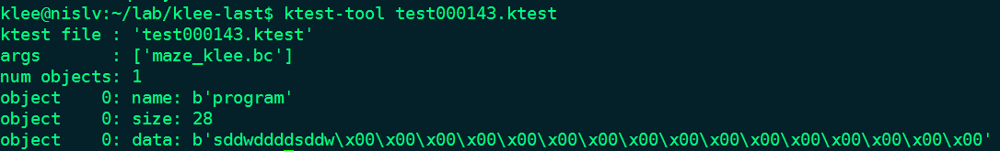 klee@nislv:~/lab/klee-last$ ktest-tool test000143.ktest
ktest file : 'test000143.ktest'
args       : ['maze_klee.bc']
num objects: 1
object    0: name: b'program'
object    0: size: 28
object    0: data: b'sddwddddsddw\x00\x00\x00\x00\x00\x00\x00\x00\x00\x00\x00\x00\x00\x00\x00\x00'